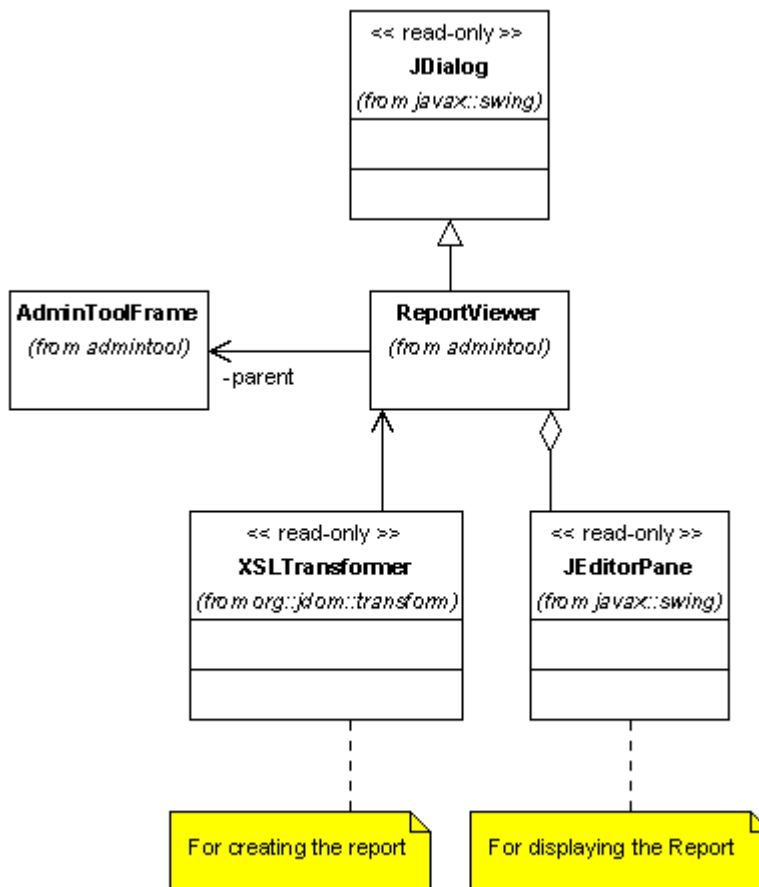 << read-only >>
JDialog
(from javax::swing)
AdminToolFrame
(from admintool)
ReportViewer
(from admintool)
-parent
<< read-only >>
XSLTransformer
(from org::jdom::transform)
<< read-only >>
JEditorPane
(from javax::swing)
For creating the report
For displaying the Report